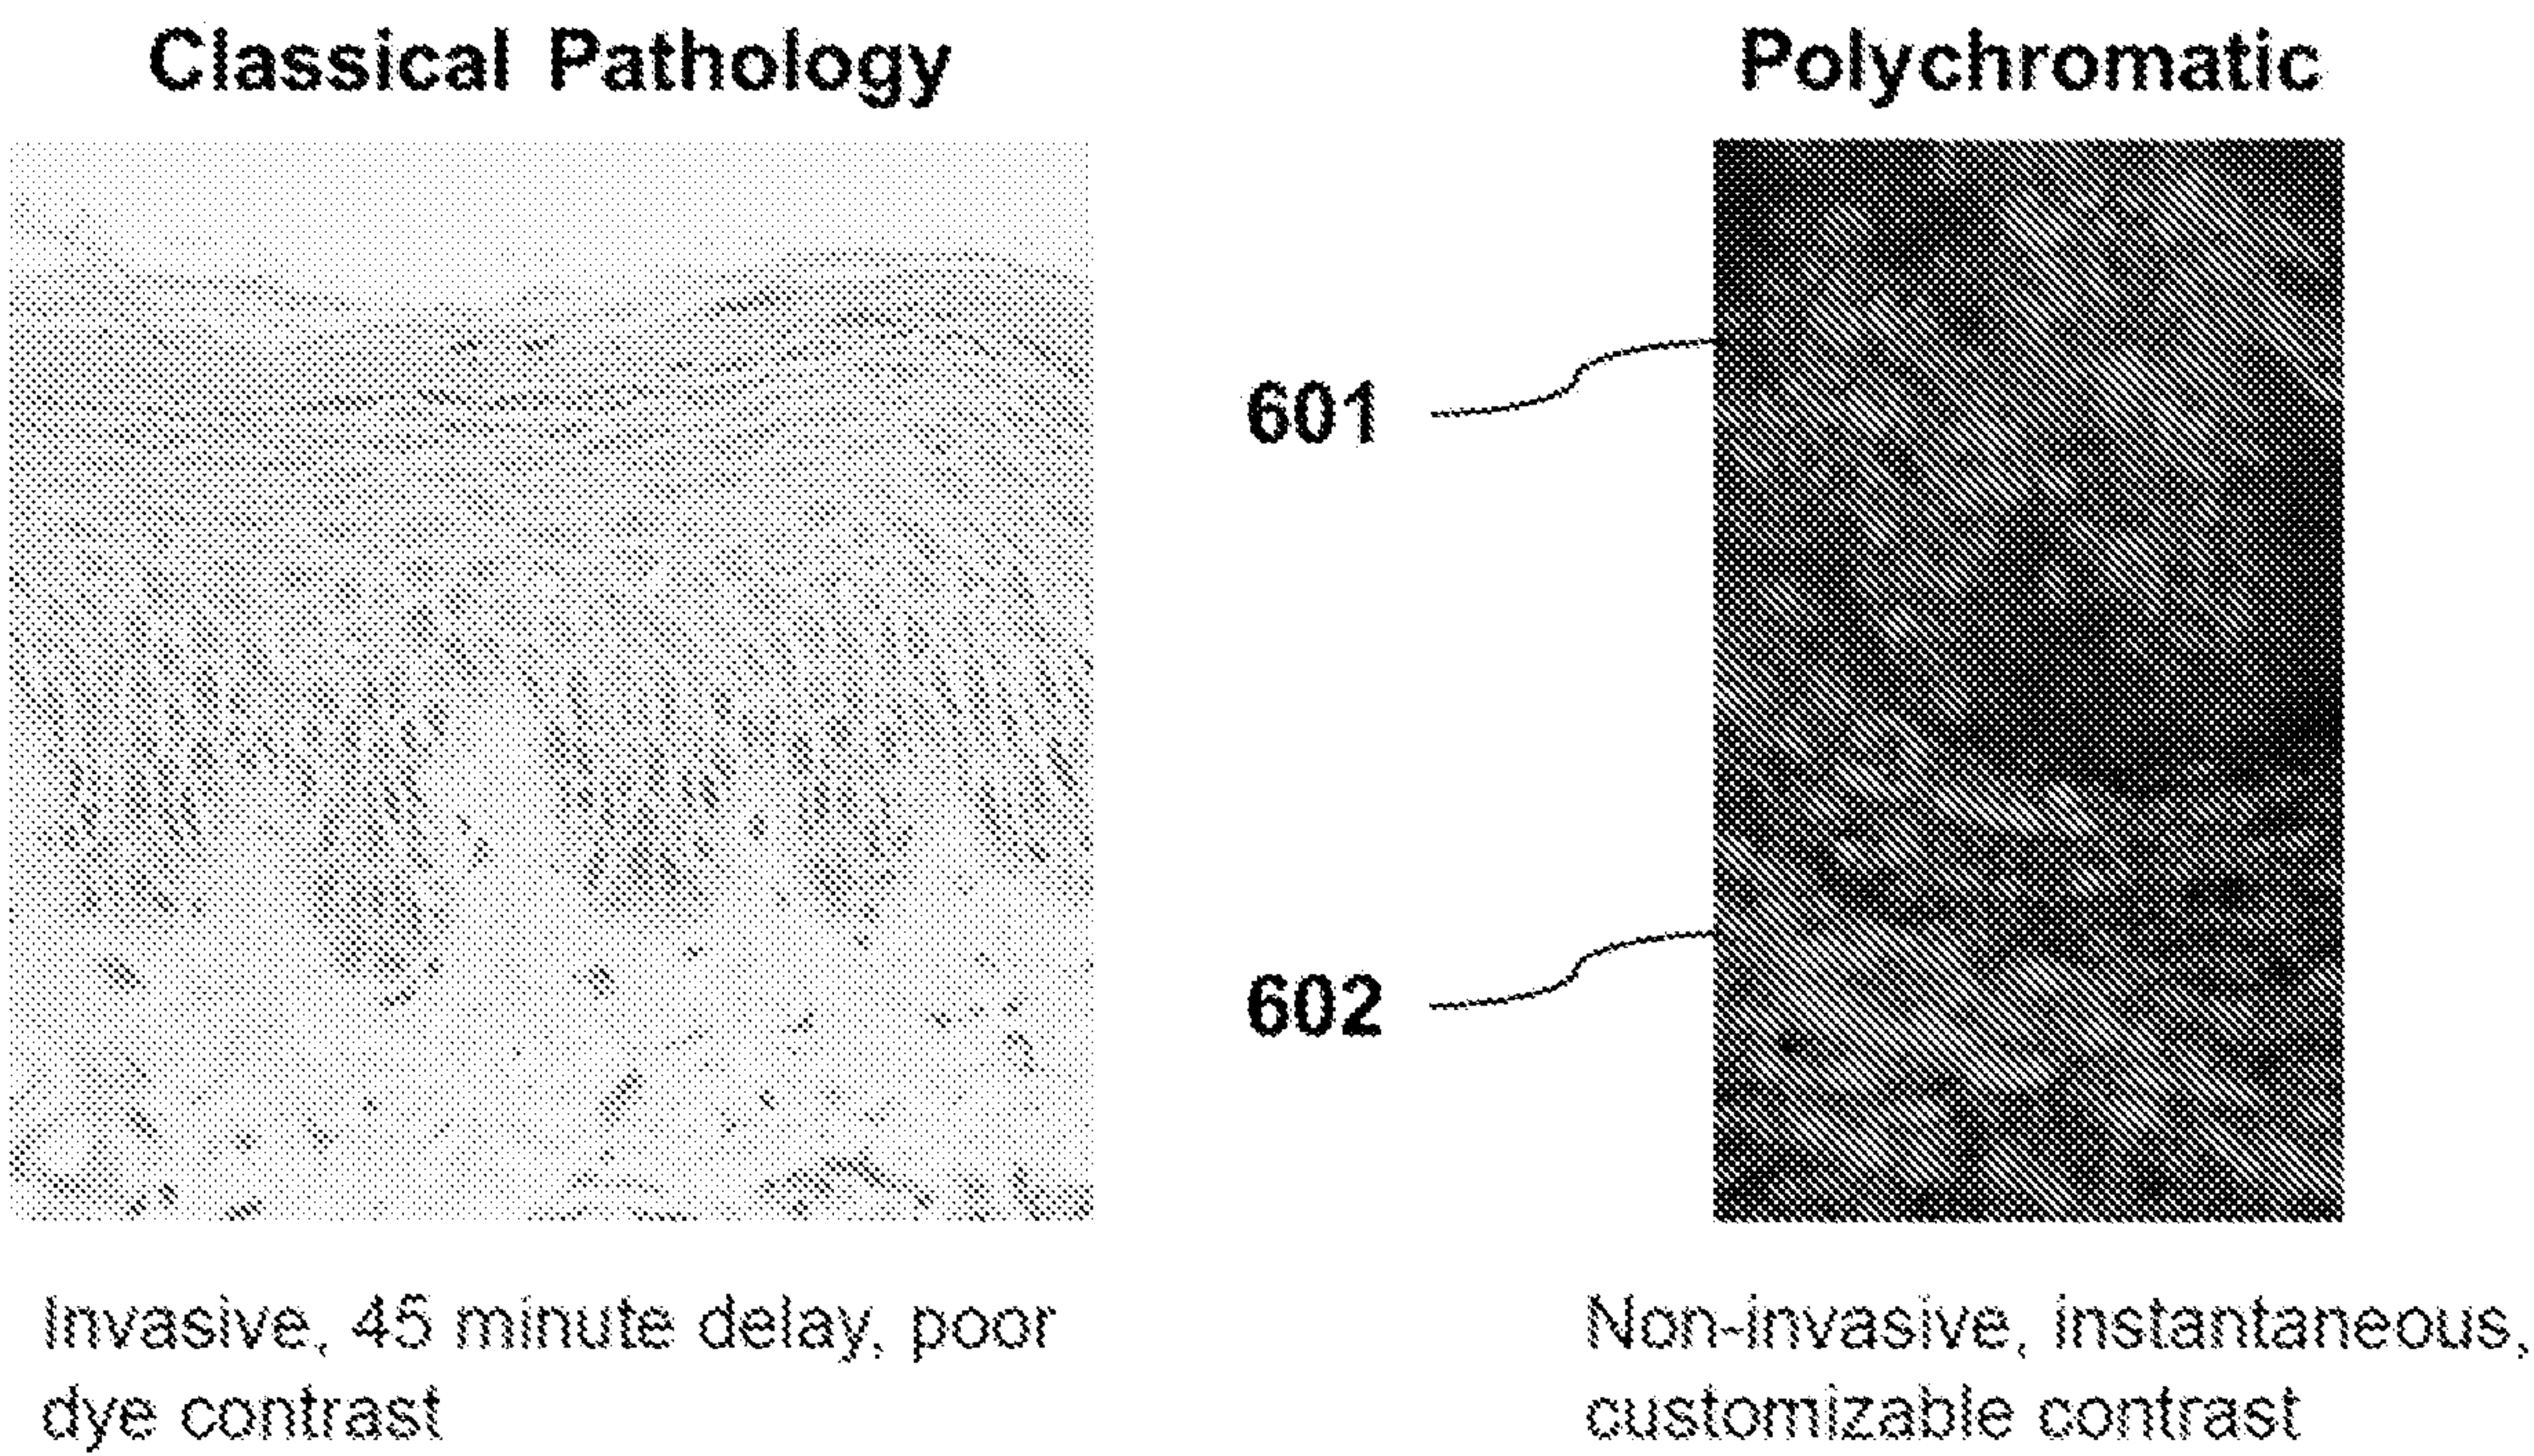 Classical Pathology
Polychromatic
601
602
Invasive, 45 minute delay, poor
dye contrast
Non-invasive, instantaneous,
customizable contrast